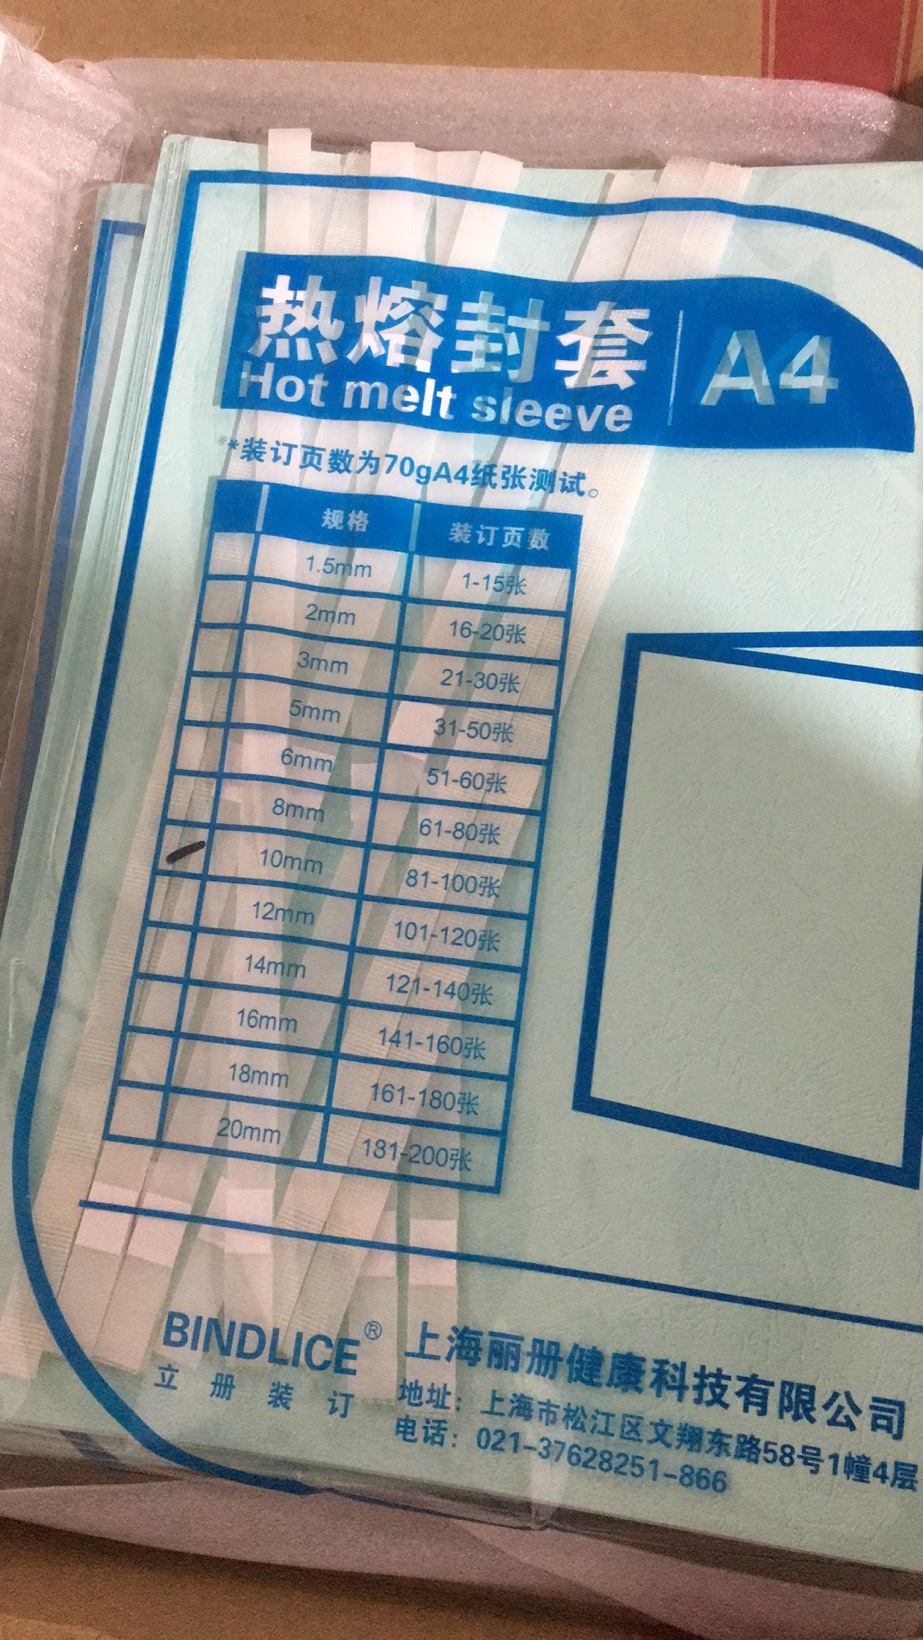 热熔封套 A4
Hot melt sleeve
*装订页数为70gA4纸张测试。
规格 装订页数
1.5mm 1-15张
2mm 16-20张
3mm 21-30张
5mm 31-50张
6mm 51-60张
8mm 61-80张
10mm 81-100张
12mm 101-120张
14mm 121-140张
16mm 141-160张
18mm 161-180张
20mm 181-200张
BINDLICE®
立册装订
上海丽册健康科技有限公司
地址：上海市松江区文翔东路58号1幢4层
电话：021-37628251-866